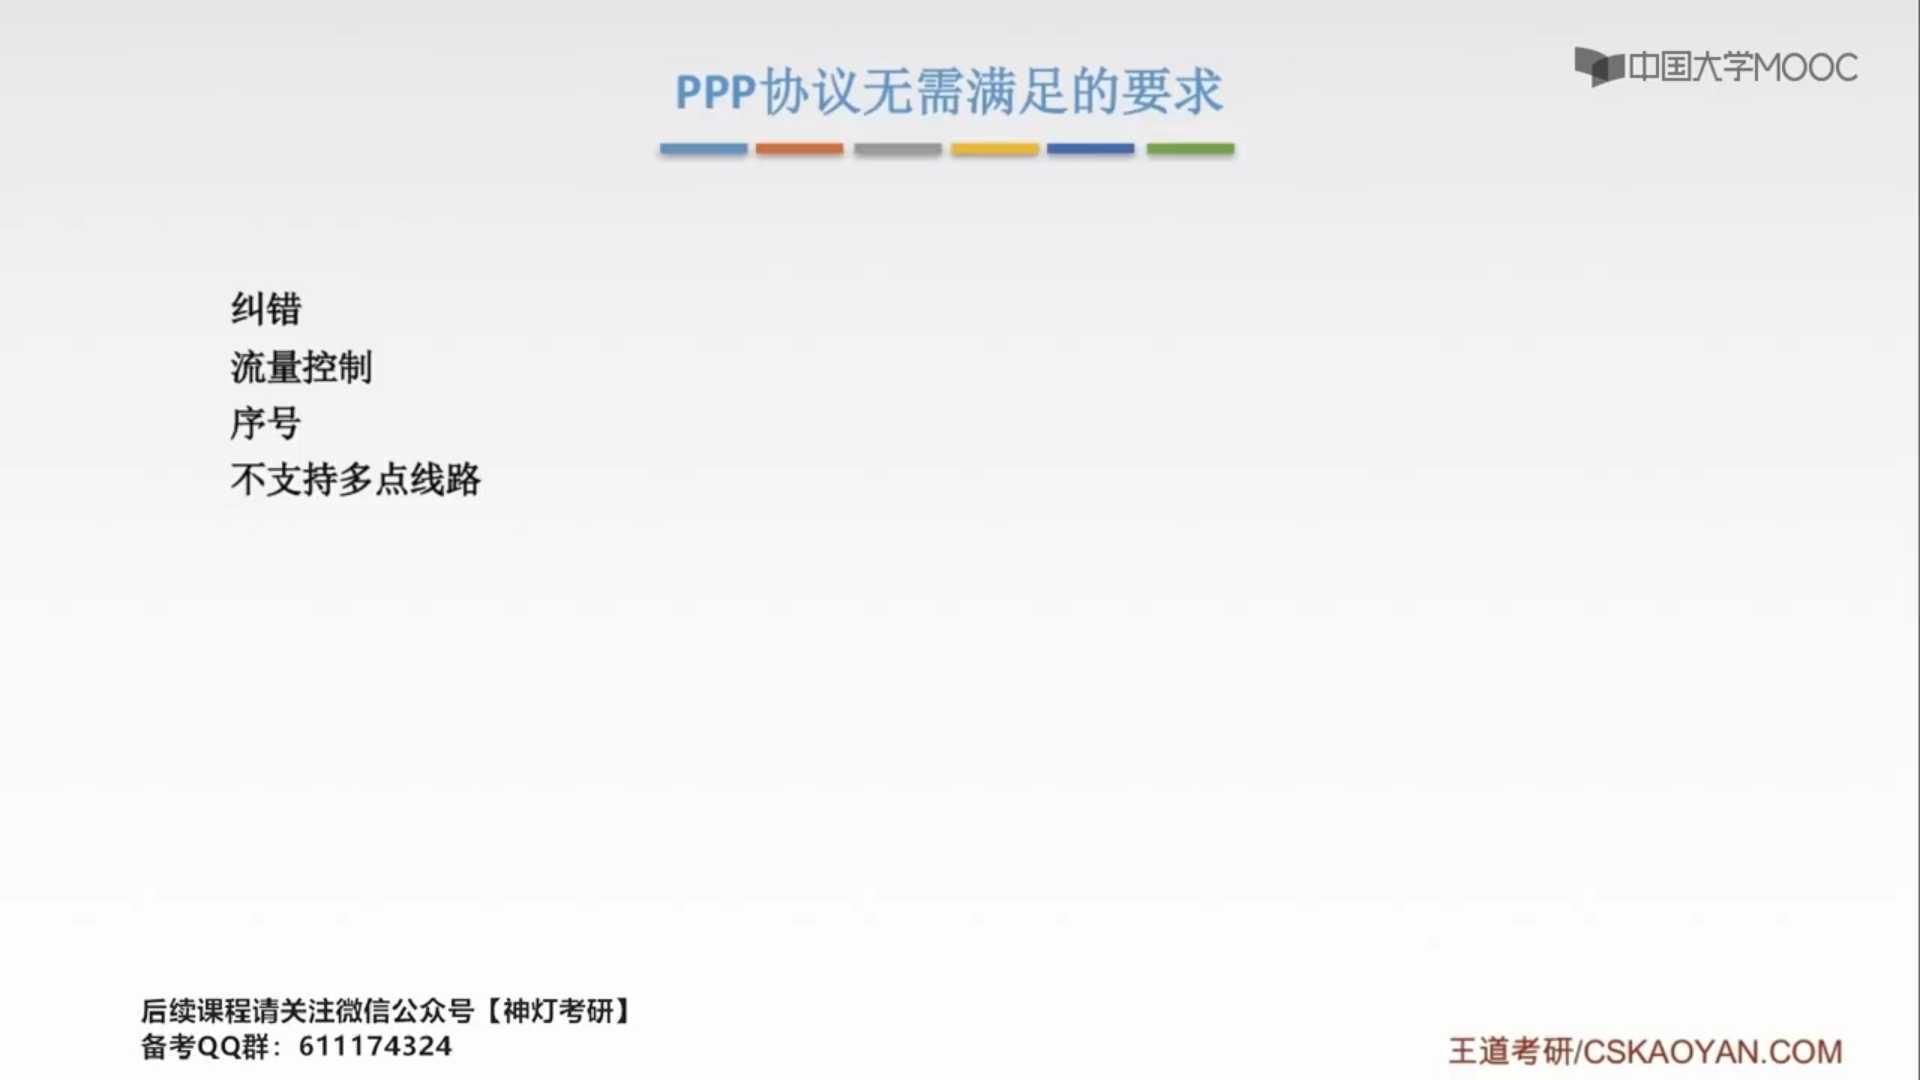 中国大学MOOC
PPP协议无需满足的要求
纠错
流量控制
序号
不支持多点线路
后续课程请关注微信公众号【神灯考研】
备考QQ群：611174324
王道考研/CSKAOYAN.COM